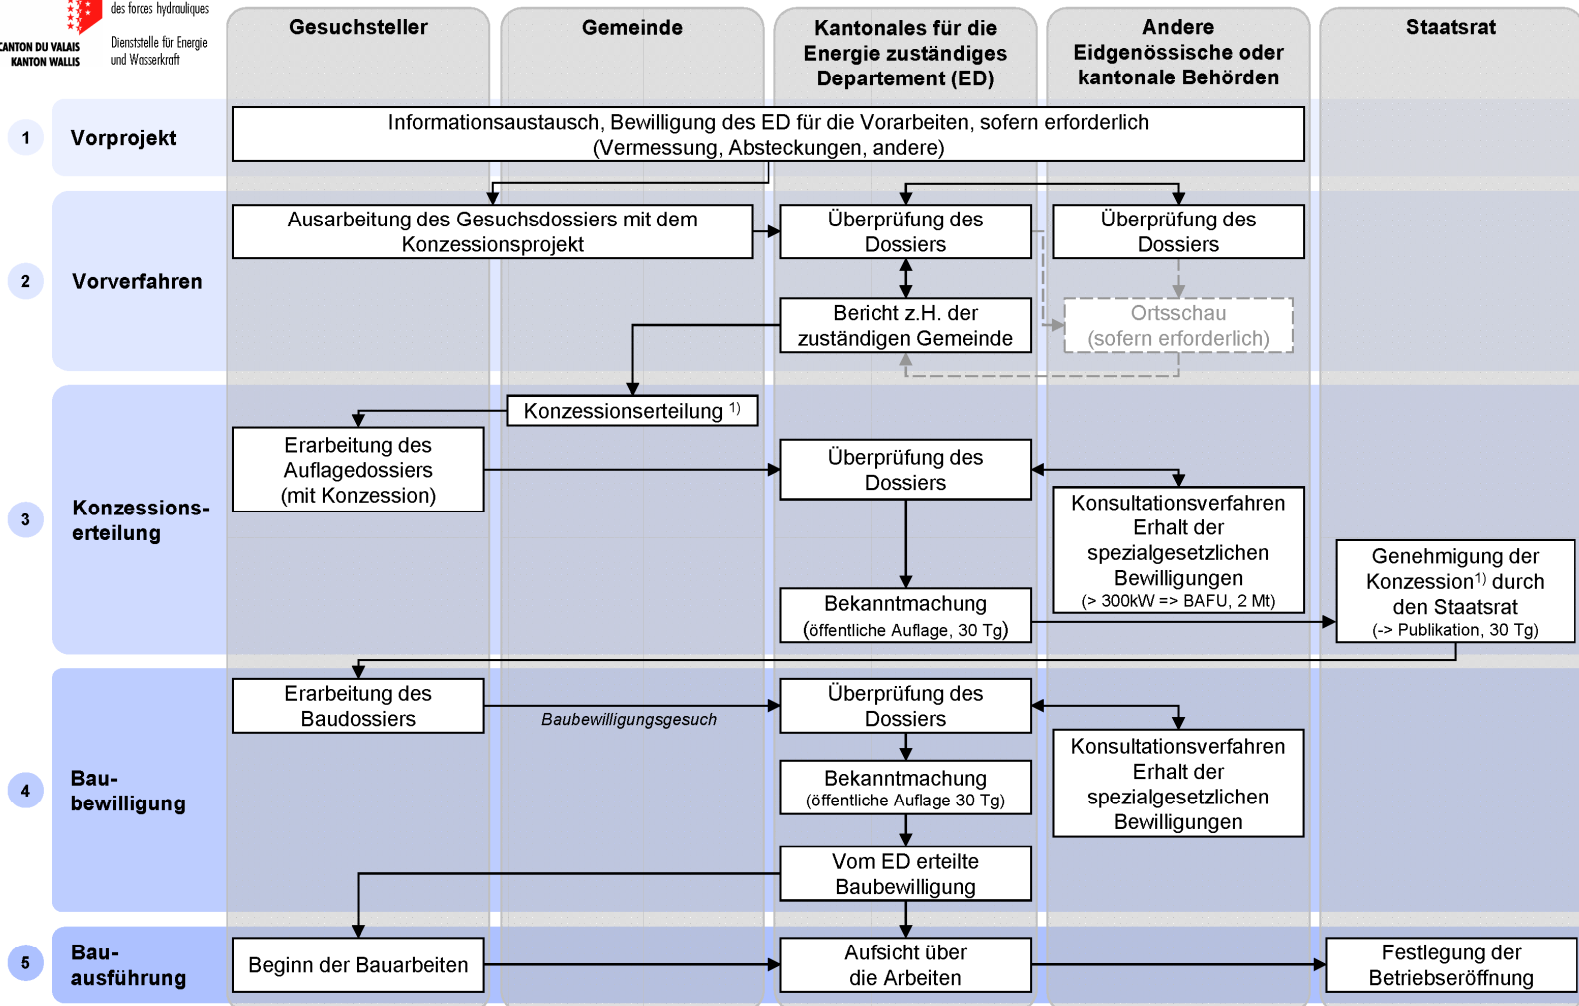 des forces hydrauliques
CANTON DU VALAIS
KANTON WALLIS
Dienststelle für Energie
und Wasserkraft
Gesuchsteller
Gemeinde
Kantonales für die
Energie zuständiges
Departement (ED)
Andere
Eidgenössische oder
kantonale Behörden
Staatsrat
1
Vorprojekt
Informationsaustausch, Bewilligung des ED für die Vorarbeiten, sofern erforderlich
(Vermessung, Absteckungen, andere)
2
Vorverfahren
Ausarbeitung des Gesuchsdossiers mit dem
Konzessionsprojekt
Überprüfung des
Dossiers
Überprüfung des
Dossiers
Bericht z.H. der
zuständigen Gemeinde
Ortsschau
(sofern erforderlich)
3
Konzessions-
erteilung
Konzessionserteilung 1)
Erarbeitung des
Auflagedossiers
(mit Konzession)
Überprüfung des
Dossiers
Konsultationsverfahren
Erhalt der
spezialgesetzlichen
Bewilligungen
(> 300kW => BAFU, 2 Mt)
Bekanntmachung
(öffentliche Auflage, 30 Tg)
Genehmigung der
Konzession1) durch
den Staatsrat
(-> Publikation, 30 Tg)
4
Bau-
bewilligung
Erarbeitung des
Baudossiers
Baubewilligungsgesuch
Überprüfung des
Dossiers
Konsultationsverfahren
Erhalt der
spezialgesetzlichen
Bewilligungen
Bekanntmachung
(öffentliche Auflage 30 Tg)
Vom ED erteilte
Baubewilligung
5
Bau-
ausführung
Beginn der Bauarbeiten
Aufsicht über
die Arbeiten
Festlegung der
Betriebseröffnung